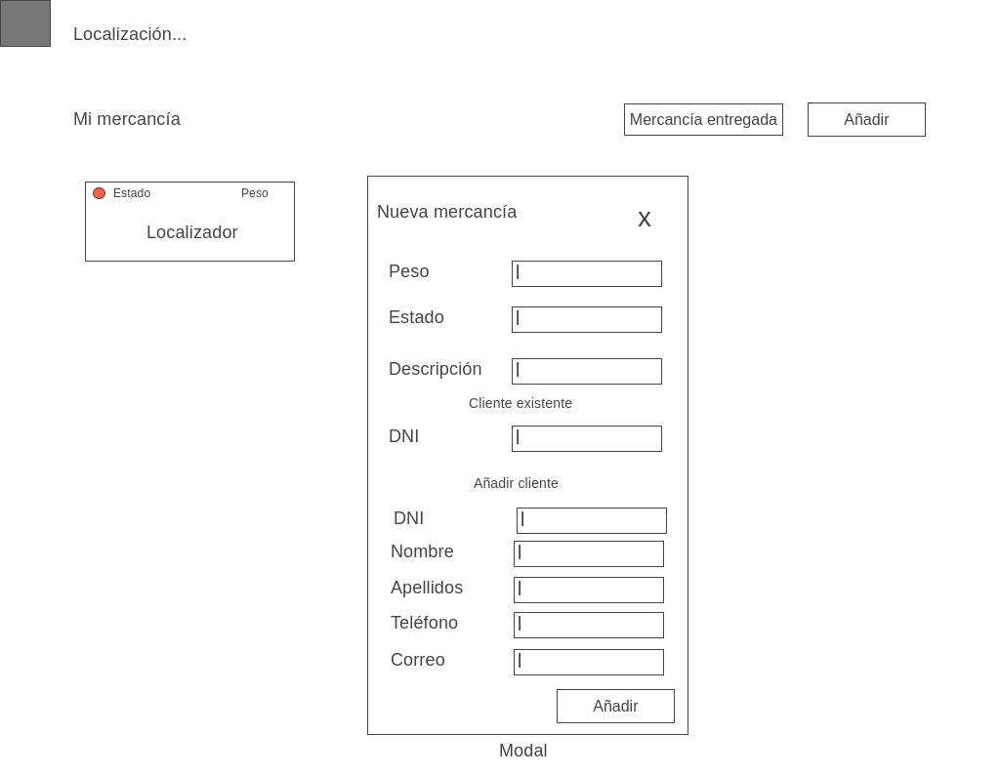 Localización...
Mi mercancía
Mercancía entregada
Añadir
Estado
Peso
Localizador
Nueva mercancía
X
Peso
Estado
Descripción
Cliente existente
DNI
Añadir cliente
DNI
Nombre
Apellidos
Teléfono
Correo
Añadir
Modal